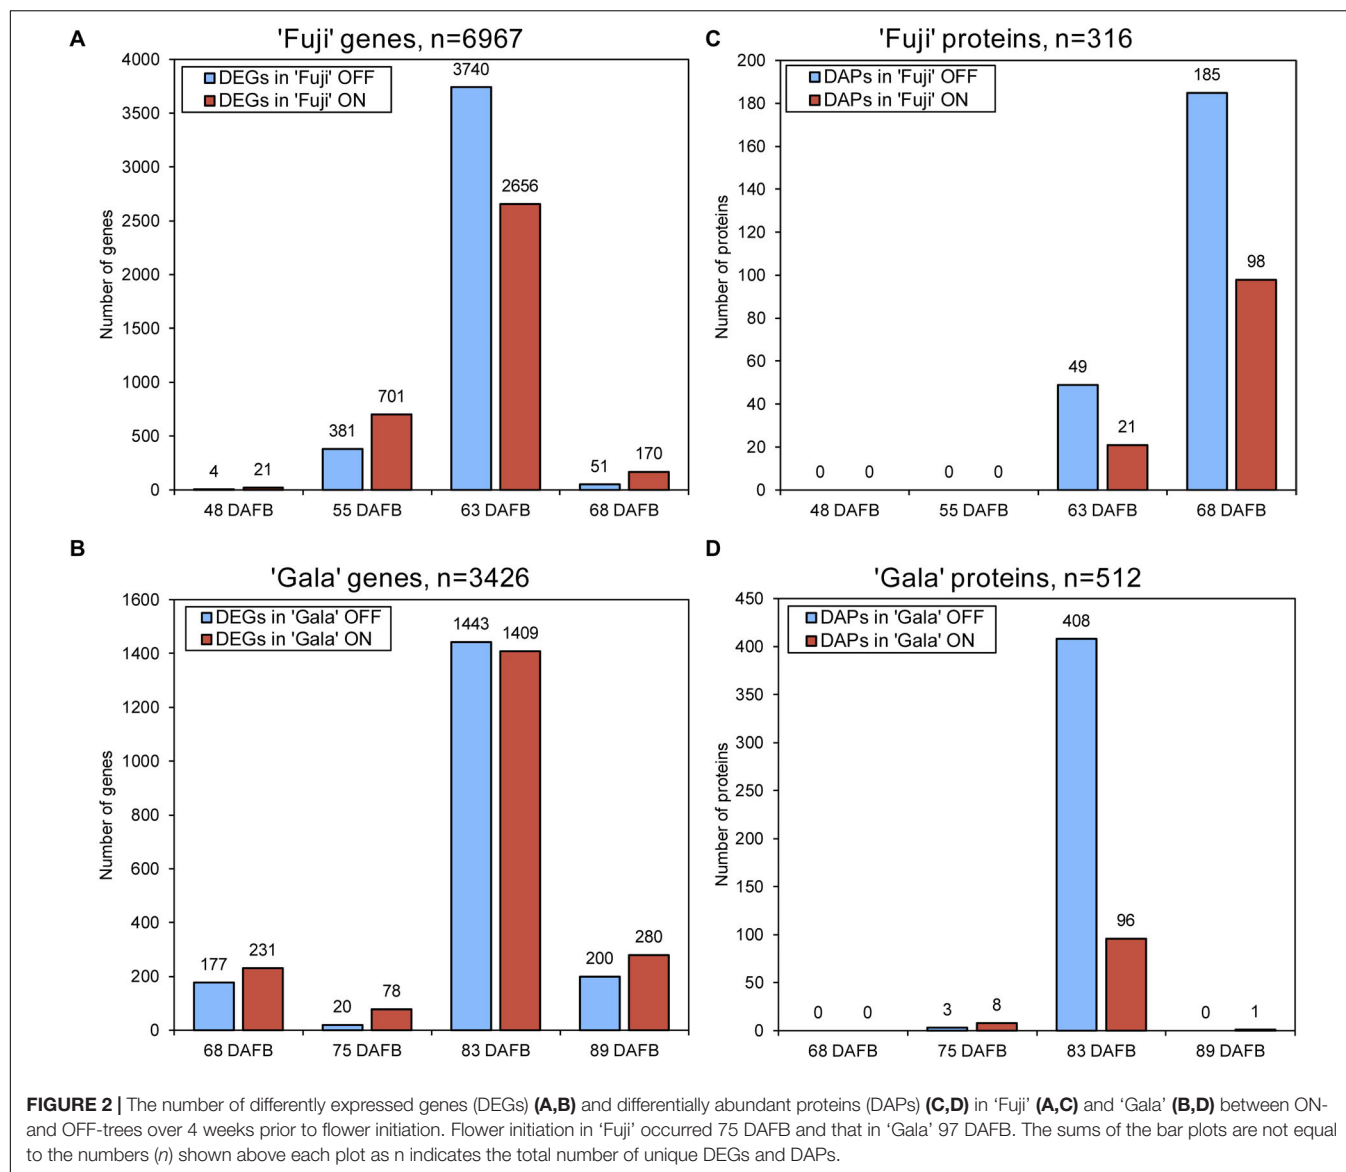 A
'Fuji' genes, n=6967
DEGs in 'Fuji' OFF
DEGs in 'Fuji' ON
Number of genes
4000
3500
3000
2500
2000
1500
1000
500
0
4
21
381
701
3740
2656
51
170
48 DAFB
55 DAFB
63 DAFB
68 DAFB
C
'Fuji' proteins, n=316
DAPs in 'Fuji' OFF
DAPs in 'Fuji' ON
Number of proteins
200
180
160
140
120
100
80
60
40
20
0
0
0
0
0
49
21
185
98
48 DAFB
55 DAFB
63 DAFB
68 DAFB
B
'Gala' genes, n=3426
DEGs in 'Gala' OFF
DEGs in 'Gala' ON
Number of genes
1600
1400
1200
1000
800
600
400
200
0
177
231
20
78
1443
1409
200
280
68 DAFB
75 DAFB
83 DAFB
89 DAFB
D
'Gala' proteins, n=512
DAPs in 'Gala' OFF
DAPs in 'Gala' ON
Number of proteins
450
400
350
300
250
200
150
100
50
0
0
0
3
8
408
96
0
1
68 DAFB
75 DAFB
83 DAFB
89 DAFB
FIGURE 2 | The number of differently expressed genes (DEGs) (A,B) and differentially abundant proteins (DAPs) (C,D) in ‘Fuji’ (A,C) and ‘Gala’ (B,D) between ON-
and OFF-trees over 4 weeks prior to flower initiation. Flower initiation in ‘Fuji’ occurred 75 DAFB and that in ‘Gala’ 97 DAFB. The sums of the bar plots are not equal
to the numbers (n) shown above each plot as n indicates the total number of unique DEGs and DAPs.